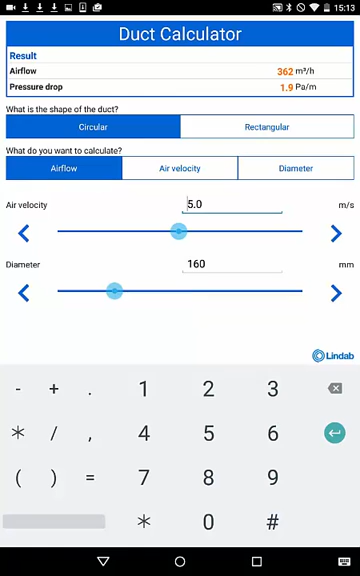 15:13
Duct Calculator
Result
Airflow 362 m³/h
Pressure drop 1.9 Pa/m
What is the shape of the duct?
Circular Rectangular
What do you want to calculate?
Airflow Air velocity Diameter
Air velocity 5.0 m/s
Diameter 160 mm
Lindab
- + . 1 2 3
* / , 4 5 6
( ) = 7 8 9
* 0 #